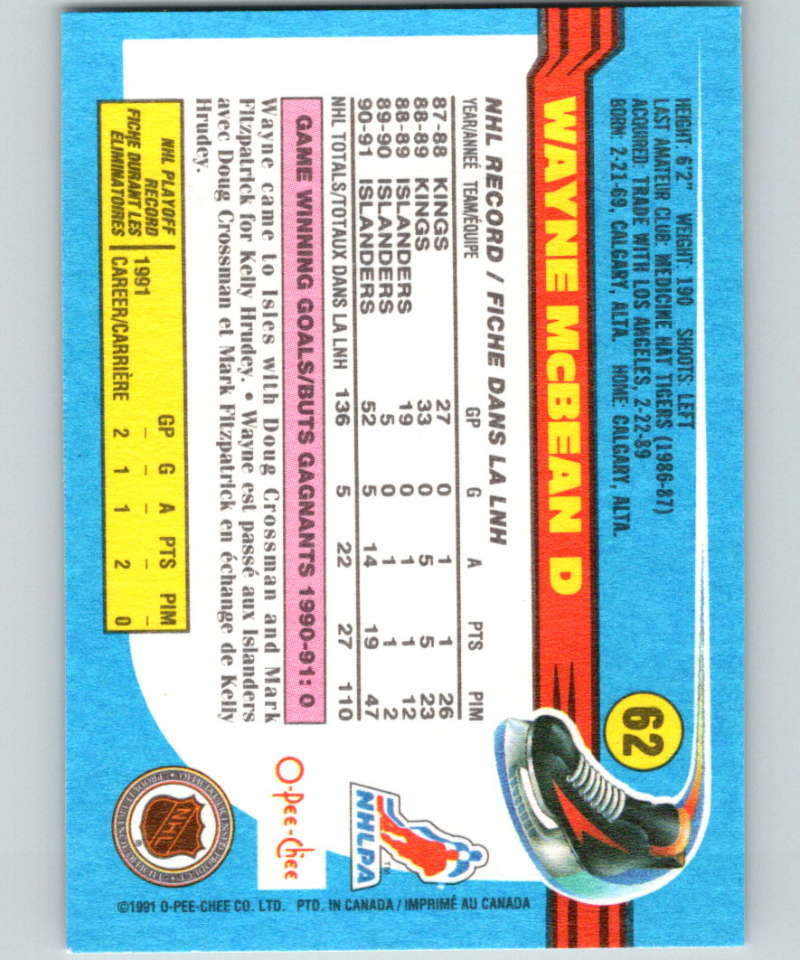 62
HEIGHT: 6'2" WEIGHT: 190 SHOOTS: LEFT
LAST AMATEUR CLUB: MEDICINE HAT TIGERS (1986-87)
ACQUIRED: TRADE WITH LOS ANGELES, 2-22-89
BORN: 2-21-69, CALGARY, ALTA. HOME: CALGARY, ALTA.
WAYNE McBEAN D
NHL RECORD / FICHE DANS LA LNH
YEAR/ANNÉE TEAM/ÉQUIPE GP G A PTS PIM
87-88 KINGS 27 0 1 1 26
88-89 KINGS 33 0 5 5 23
88-89 ISLANDERS 19 0 1 1 12
89-90 ISLANDERS 5 0 1 1 2
90-91 ISLANDERS 52 5 14 19 47
NHL TOTALS/TOTAUX DANS LA LNH 136 5 22 27 110
GAME WINNING GOALS/BUTS GAGNANTS 1990-91: 0
Wayne came to Isles with Doug Crossman and Mark
Fitzpatrick for Kelly Hrudey. • Wayne est passé aux Islanders
avec Doug Crossman et Mark Fitzpatrick en échange de Kelly
Hrudey.
NHL PLAYOFF
RECORD
FICHE DURANT LES
ÉLIMINATOIRES
GP G A PTS PIM
1991 – – – – –
CAREER/CARRIÈRE 2 1 1 2 0
NHLPA
TM
O-Pee-Chee
NHL
®
©1991 O-PEE-CHEE CO. LTD. PTD. IN CANADA / IMPRIMÉ AU CANADA